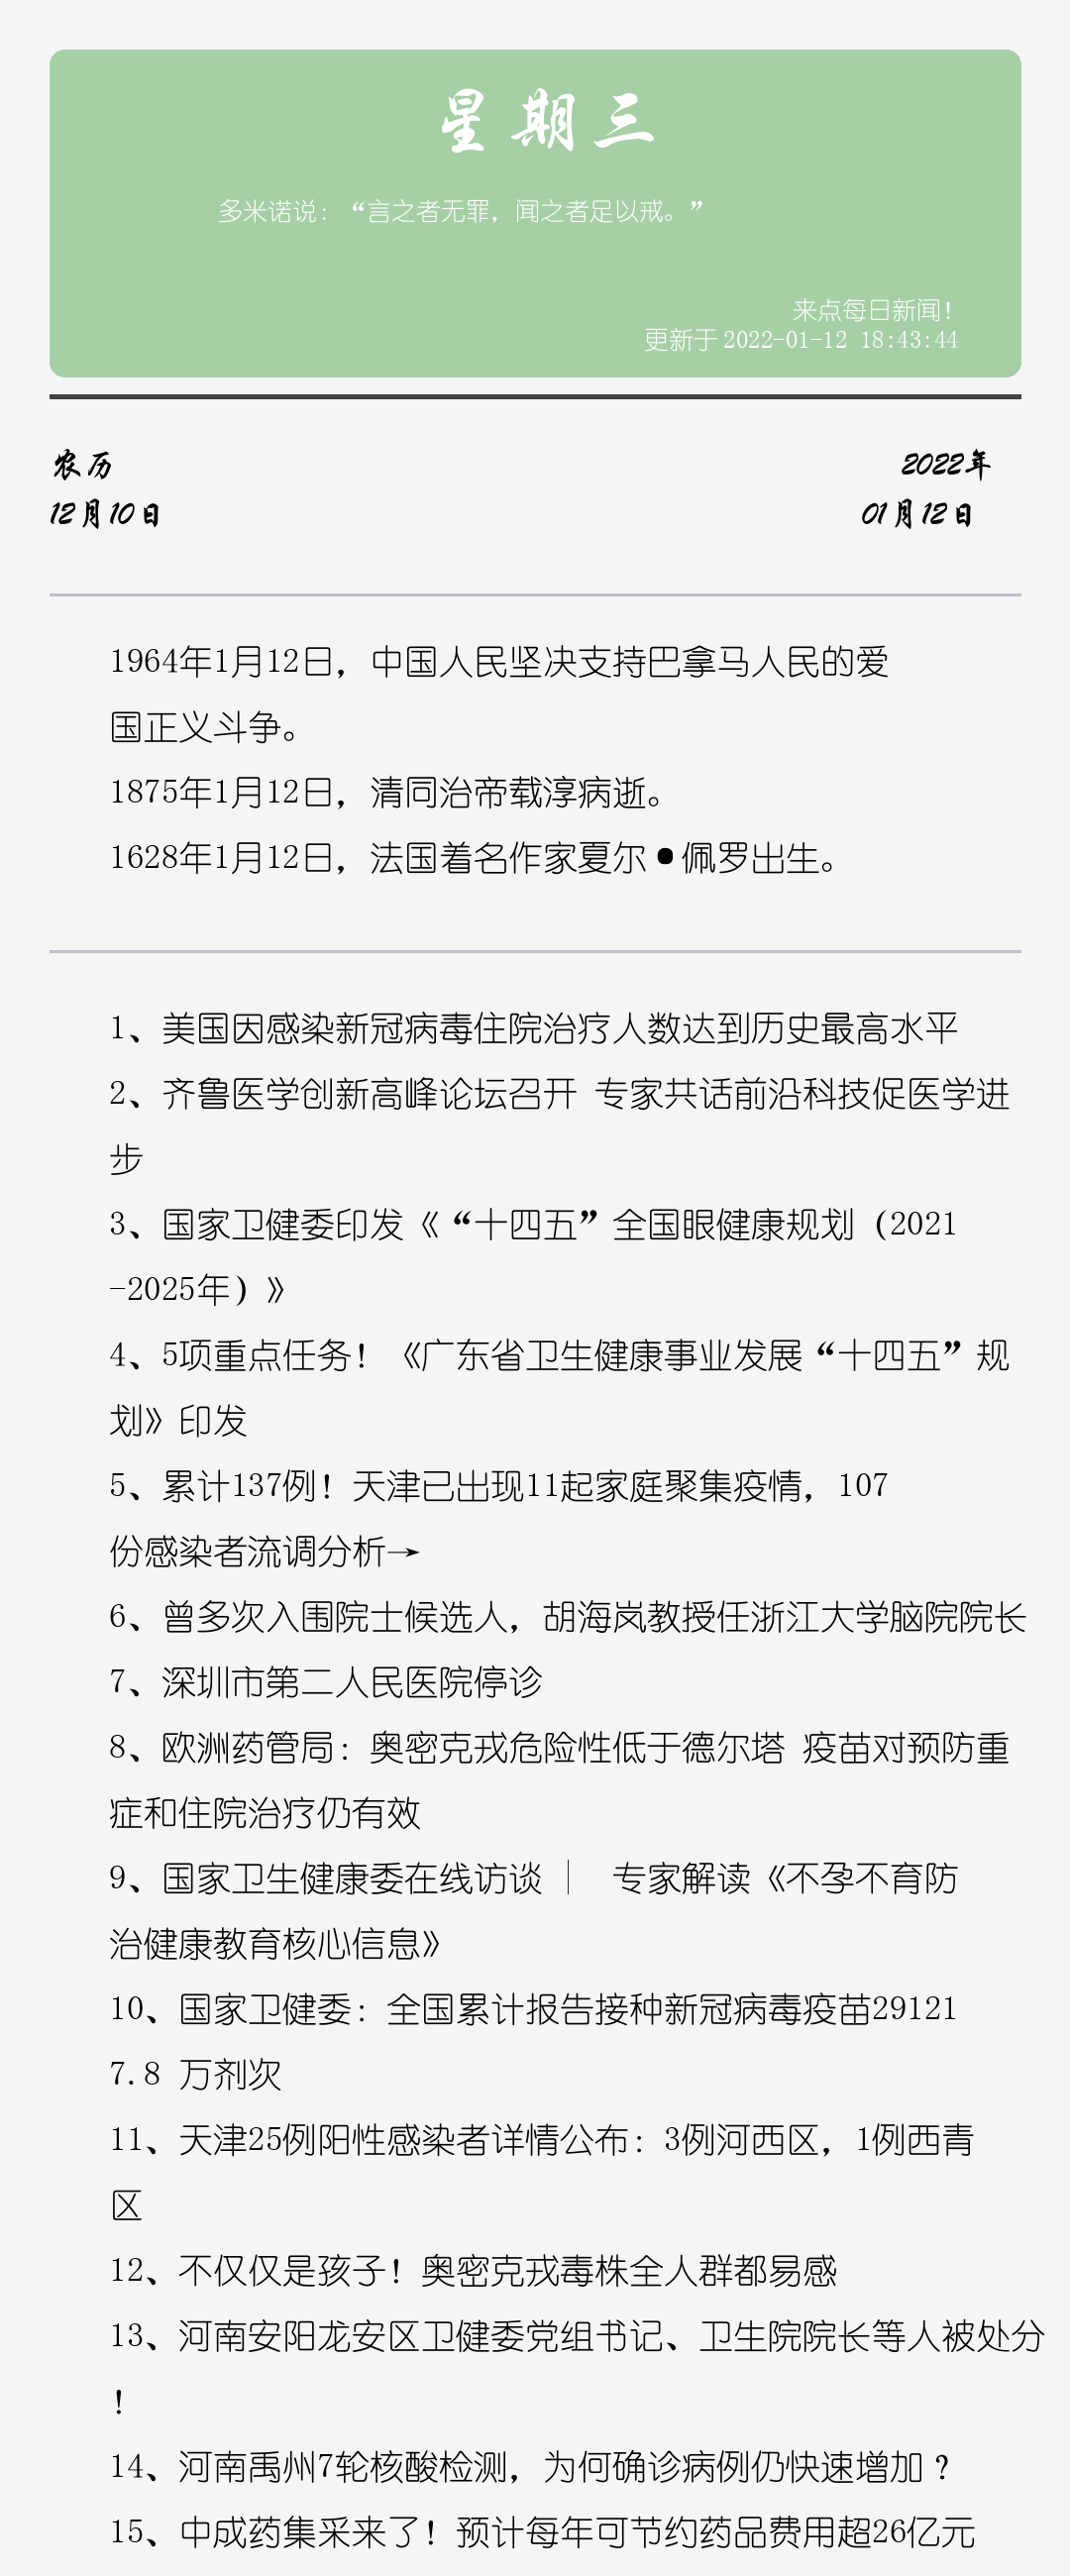 星期三
多米诺说：“言之者无罪，闻之者足以戒。”
来点每日新闻！
更新于 2022-01-12 18:43:44
农历
2022年
12月10日
01月12日
1964年1月12日，中国人民坚决支持巴拿马人民的爱
国正义斗争。
1875年1月12日，清同治帝载淳病逝。
1628年1月12日，法国着名作家夏尔•佩罗出生。
1、美国因感染新冠病毒住院治疗人数达到历史最高水平
2、齐鲁医学创新高峰论坛召开 专家共话前沿科技促医学进
步
3、国家卫健委印发《“十四五”全国眼健康规划（2021
-2025年）》
4、5项重点任务！《广东省卫生健康事业发展“十四五”规
划》印发
5、累计137例！天津已出现11起家庭聚集疫情，107
份感染者流调分析→
6、曾多次入围院士候选人，胡海岚教授任浙江大学脑院院长
7、深圳市第二人民医院停诊
8、欧洲药管局：奥密克戎危险性低于德尔塔 疫苗对预防重
症和住院治疗仍有效
9、国家卫生健康委在线访谈｜ 专家解读《不孕不育防
治健康教育核心信息》
10、国家卫健委：全国累计报告接种新冠病毒疫苗29121
7.8 万剂次
11、天津25例阳性感染者详情公布：3例河西区，1例西青
区
12、不仅仅是孩子！奥密克戎毒株全人群都易感
13、河南安阳龙安区卫健委党组书记、卫生院院长等人被处分
！
14、河南禹州7轮核酸检测，为何确诊病例仍快速增加？
15、中成药集采来了！预计每年可节约药品费用超26亿元